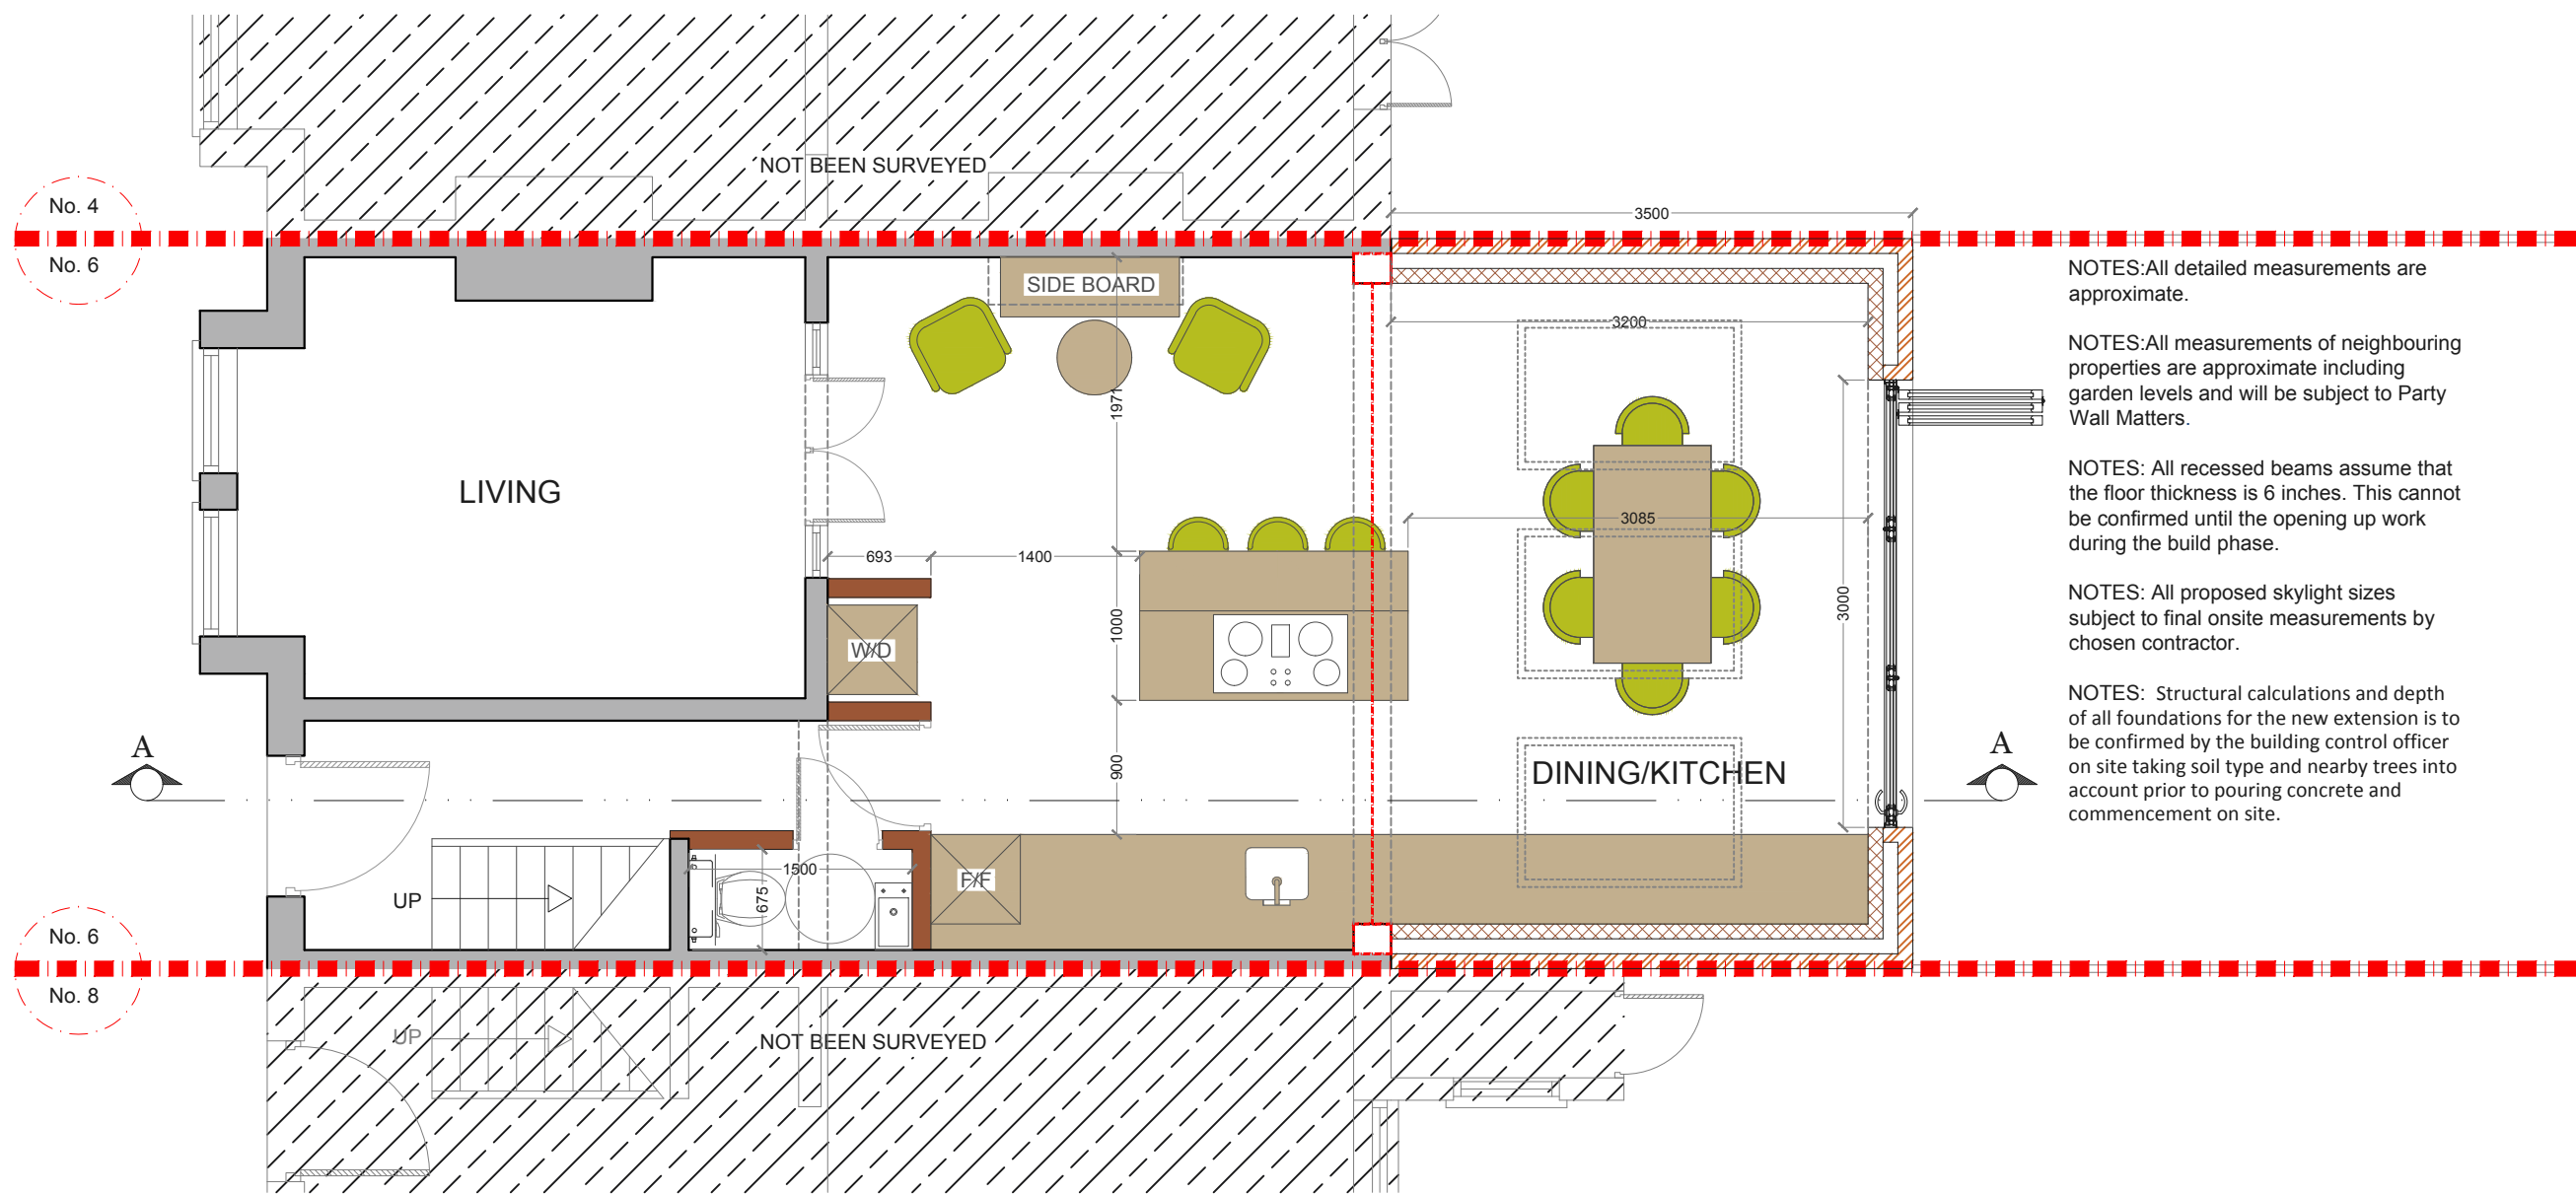 NOT BEEN SURVEYED
No. 4
No. 6
3500
SIDE BOARD
3200
1971
LIVING
693
1400
3085
1000
3000
W/D
900
A
A
DINING/KITCHEN
1500
675
F/F
UP
No. 6
No. 8
UP
NOT BEEN SURVEYED
NOTES:All detailed measurements are
approximate.
NOTES:All measurements of neighbouring
properties are approximate including
garden levels and will be subject to Party
Wall Matters.
NOTES: All recessed beams assume that
the floor thickness is 6 inches. This cannot
be confirmed until the opening up work
during the build phase.
NOTES: All proposed skylight sizes
subject to final onsite measurements by
chosen contractor.
NOTES: Structural calculations and depth
of all foundations for the new extension is to
be confirmed by the building control officer
on site taking soil type and nearby trees into
account prior to pouring concrete and
commencement on site.